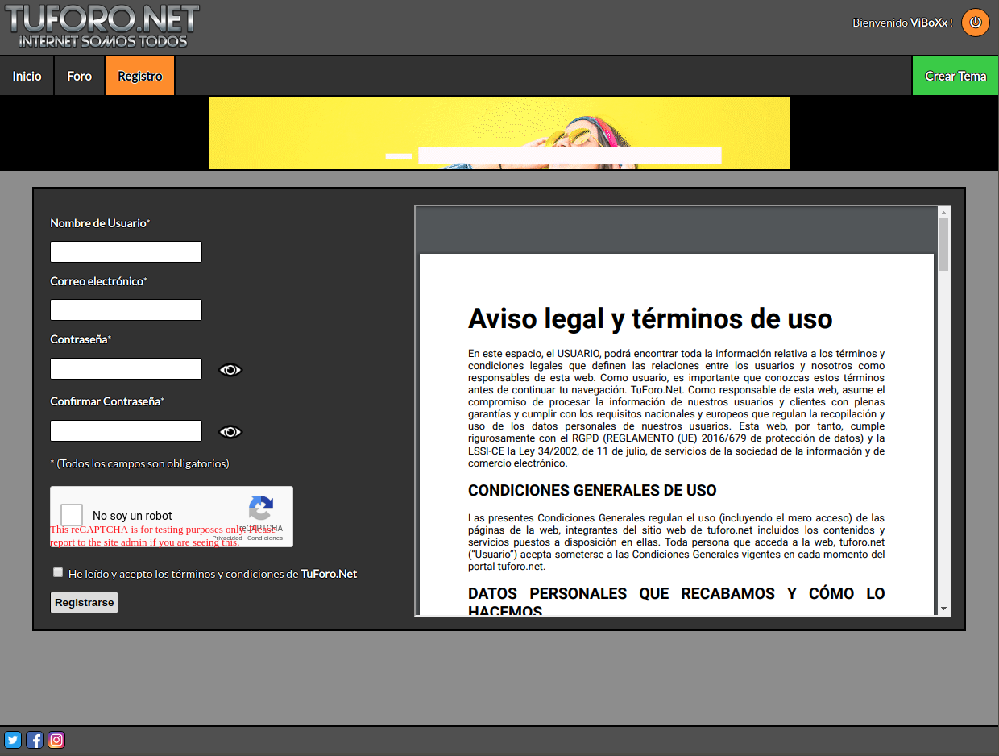 TUFORO.NET
INTERNET SOMOS TODOS
Bienvenido ViBoXx !
Inicio
Foro
Registro
Crear Tema
Nombre de Usuario*
Correo electrónico*
Contraseña*
Confirmar Contraseña*
* (Todos los campos son obligatorios)
No soy un robot
reCAPTCHA
Privacidad - Condiciones
This reCAPTCHA is for testing purposes only. Please
report to the site admin if you are seeing this.
He leído y acepto los términos y condiciones de TuForo.Net
Registrarse
Aviso legal y términos de uso
En este espacio, el USUARIO, podrá encontrar toda la información relativa a los términos y
condiciones legales que definen las relaciones entre los usuarios y nosotros como
responsables de esta web. Como usuario, es importante que conozcas estos términos
antes de continuar tu navegación. TuForo.Net. Como responsable de esta web, asume el
compromiso de procesar la información de nuestros usuarios y clientes con plenas
garantías y cumplir con los requisitos nacionales y europeos que regulan la recopilación y
uso de los datos personales de nuestros usuarios. Esta web, por tanto, cumple
rigurosamente con el RGPD (REGLAMENTO (UE) 2016/679 de protección de datos) y la
LSSI-CE la Ley 34/2002, de 11 de julio, de servicios de la sociedad de la información y de
comercio electrónico.
CONDICIONES GENERALES DE USO
Las presentes Condiciones Generales regulan el uso (incluyendo el mero acceso) de las
páginas de la web, integrantes del sitio web de tuforo.net incluidos los contenidos y
servicios puestos a disposición en ellas. Toda persona que acceda a la web, tuforo.net
(“Usuario”) acepta someterse a las Condiciones Generales vigentes en cada momento del
portal tuforo.net.
DATOS PERSONALES QUE RECABAMOS Y CÓMO LO
HACEMOS